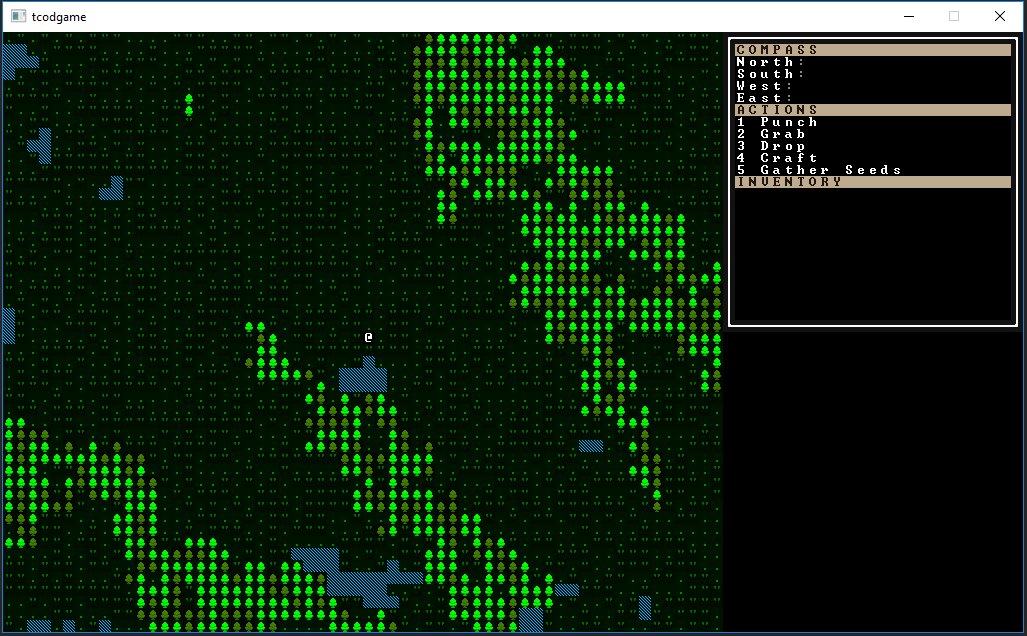 tcodgame
COMPASS
North:
South:
West:
East:
ACTIONS
1 Punch
2 Grab
3 Drop
4 Craft
5 Gather Seeds
INVENTORY
@